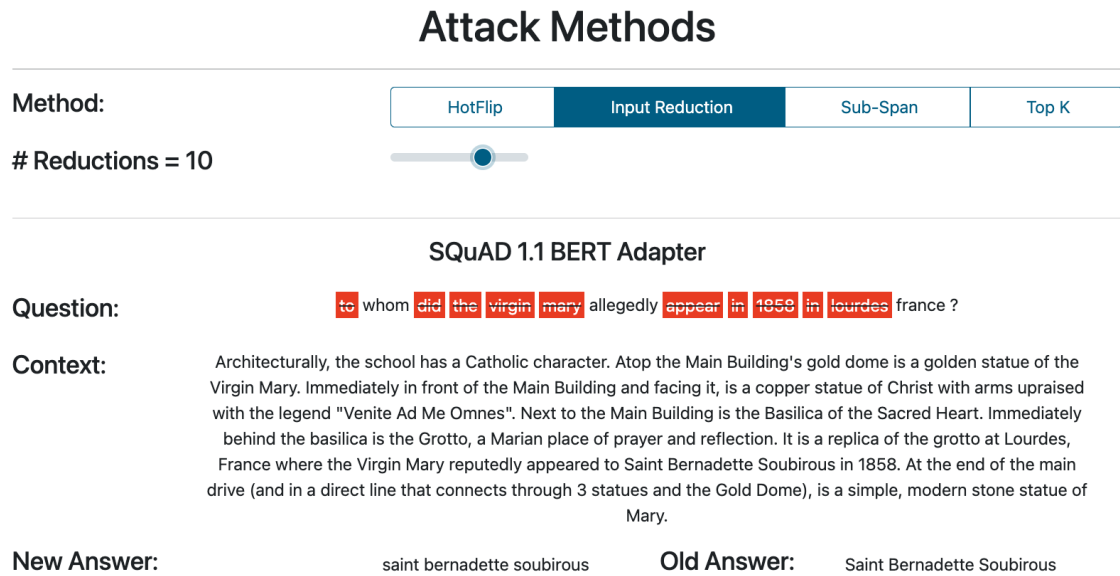 Attack Methods
Method: HotFlip Input Reduction Sub-Span Top K
# Reductions = 10
SQuAD 1.1 BERT Adapter
Question: to whom did the virgin mary allegedly appear in 1858 in lourdes france ?
Context: Architecturally, the school has a Catholic character. Atop the Main Building's gold dome is a golden statue of the
Virgin Mary. Immediately in front of the Main Building and facing it, is a copper statue of Christ with arms upraised
with the legend "Venite Ad Me Omnes". Next to the Main Building is the Basilica of the Sacred Heart. Immediately
behind the basilica is the Grotto, a Marian place of prayer and reflection. It is a replica of the grotto at Lourdes,
France where the Virgin Mary reputedly appeared to Saint Bernadette Soubirous in 1858. At the end of the main
drive (and in a direct line that connects through 3 statues and the Gold Dome), is a simple, modern stone statue of
Mary.
New Answer: saint bernadette soubirous Old Answer: Saint Bernadette Soubirous